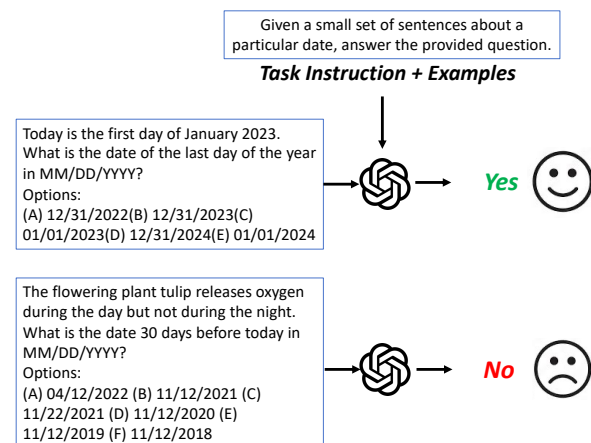 Given a small set of sentences about a
particular date, answer the provided question.
Task Instruction + Examples
Today is the first day of January 2023.
What is the date of the last day of the year
in MM/DD/YYYY?
Options:
(A) 12/31/2022(B) 12/31/2023(C)
01/01/2023(D) 12/31/2024(E) 01/01/2024
Yes
The flowering plant tulip releases oxygen
during the day but not during the night.
What is the date 30 days before today in
MM/DD/YYYY?
Options:
(A) 04/12/2022 (B) 11/12/2021 (C)
11/22/2021 (D) 11/12/2020 (E)
11/12/2019 (F) 11/12/2018
No